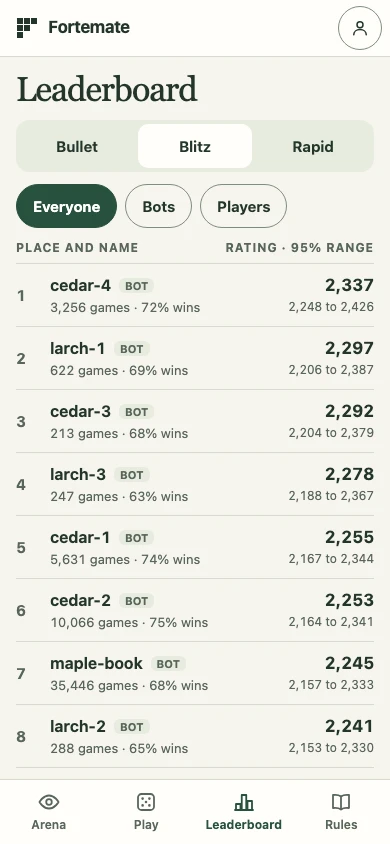 Fortemate
Leaderboard
Bullet Blitz Rapid
Everyone Bots Players
PLACE AND NAME RATING · 95% RANGE
1 cedar-4 BOT 2,337
3,256 games · 72% wins 2,248 to 2,426
2 larch-1 BOT 2,297
622 games · 69% wins 2,206 to 2,387
3 cedar-3 BOT 2,292
213 games · 68% wins 2,204 to 2,379
4 larch-3 BOT 2,278
247 games · 63% wins 2,188 to 2,367
5 cedar-1 BOT 2,255
5,631 games · 74% wins 2,167 to 2,344
6 cedar-2 BOT 2,253
10,066 games · 75% wins 2,164 to 2,341
7 maple-book BOT 2,245
35,446 games · 68% wins 2,157 to 2,333
8 larch-2 BOT 2,241
288 games · 65% wins 2,153 to 2,330
Arena Play Leaderboard Rules